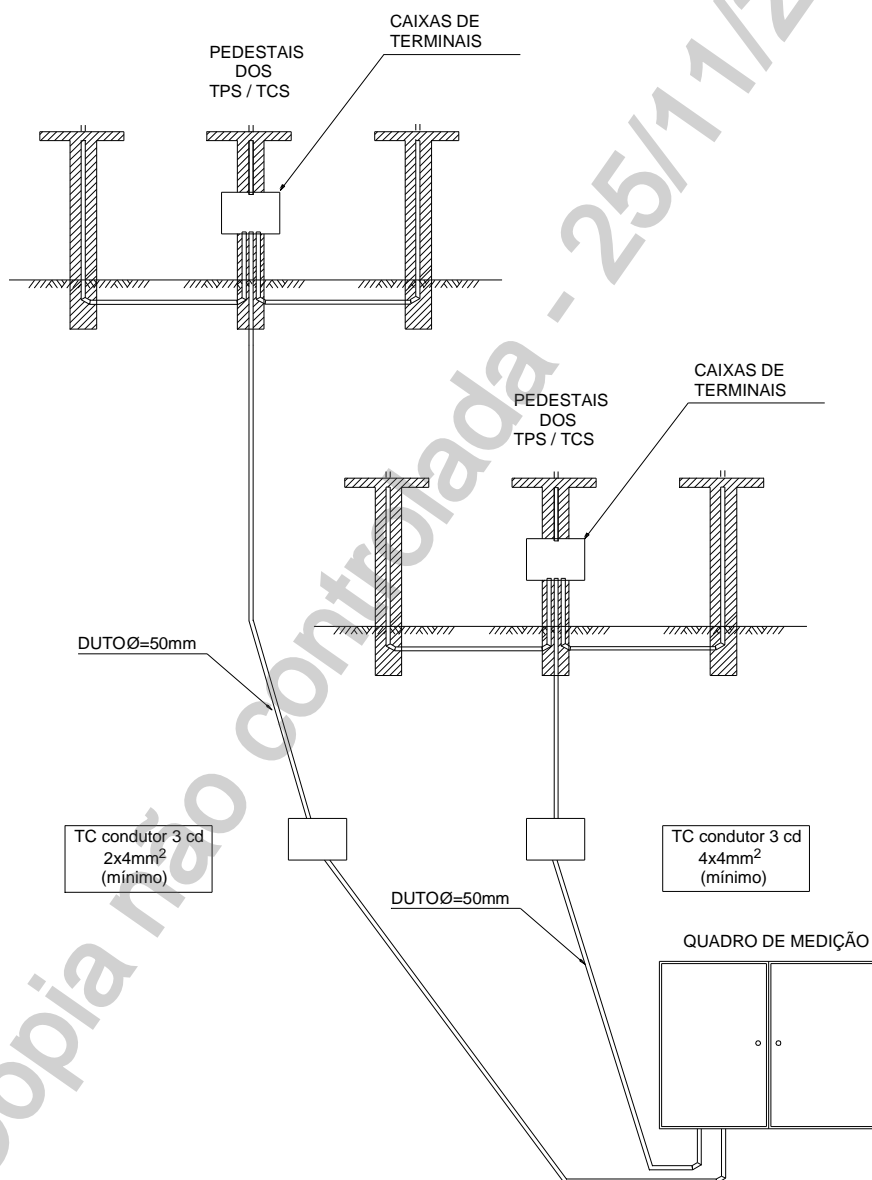 CAIXAS DE
TERMINAIS
PEDESTAIS
DOS
TPS / TCS
CAIXAS DE
TERMINAIS
PEDESTAIS
DOS
TPS / TCS
DUTOØ=50mm
TC condutor 3 cd
2x4mm²
(mínimo)
TC condutor 3 cd
4x4mm²
(mínimo)
DUTOØ=50mm
QUADRO DE MEDIÇÃO
opia não controlada - 25/11/2